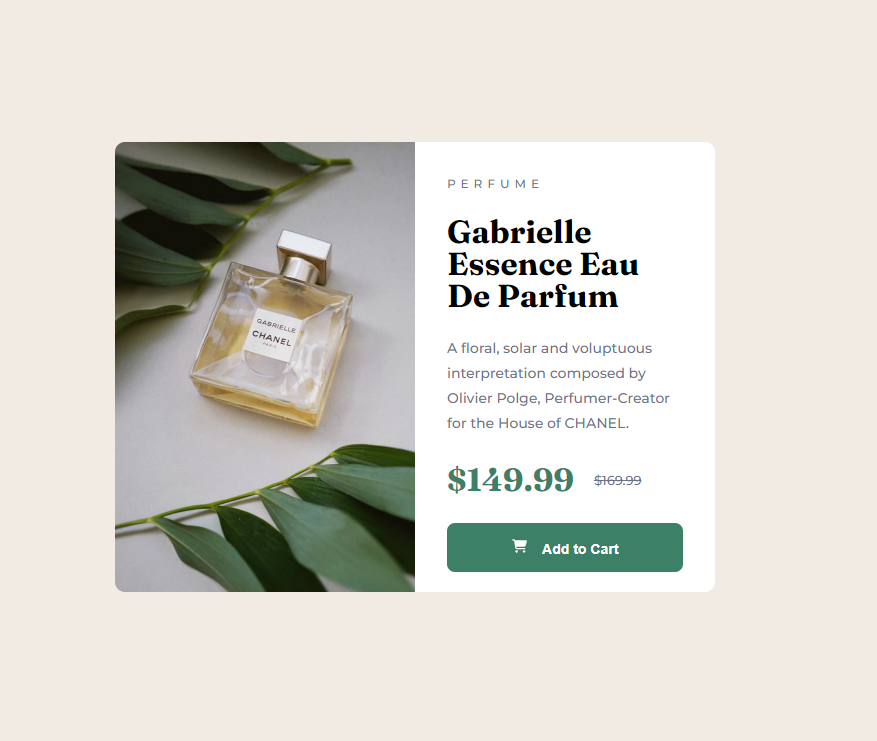 GABRIELLE
CHANEL
PARIS
PERFUME
Gabrielle
Essence Eau
De Parfum
A floral, solar and voluptuous
interpretation composed by
Olivier Polge, Perfumer-Creator
for the House of CHANEL.
$149.99 $169.99
Add to Cart